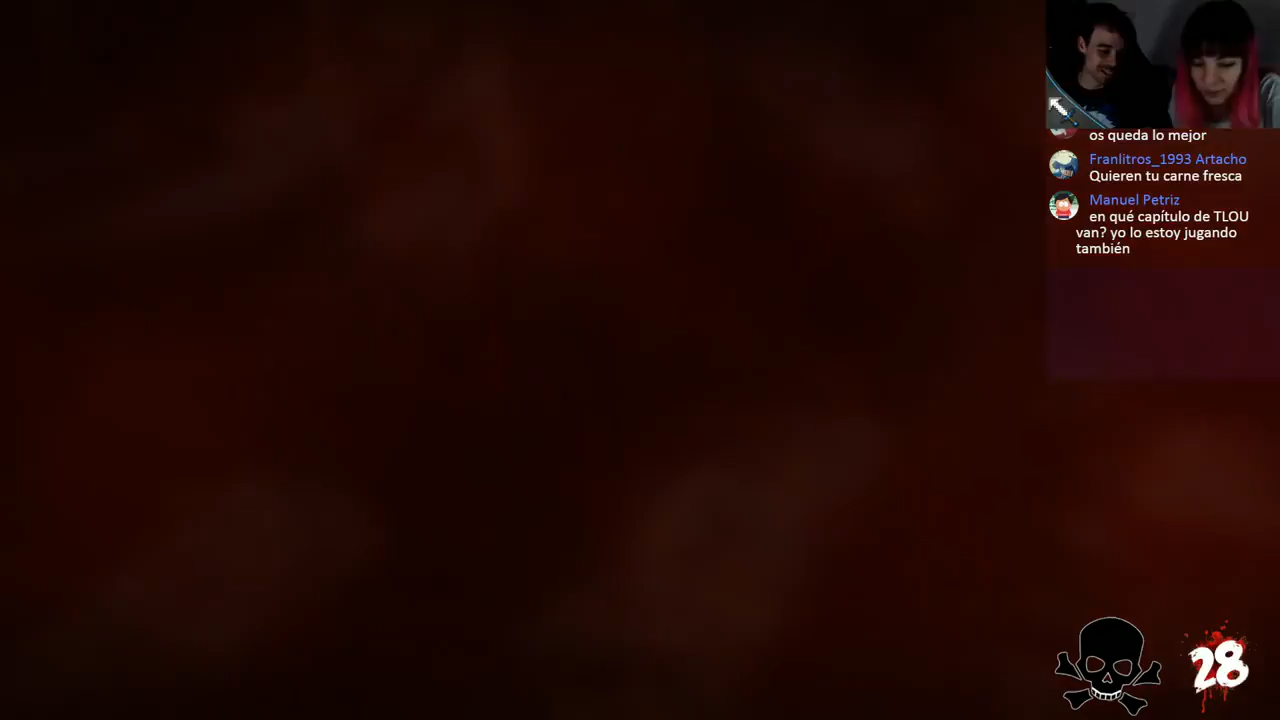 os queda lo mejor
Franlitros_1993 Artacho
Quieren tu carne fresca
Manuel Petriz
en qué capítulo de TLOU
van? yo lo estoy jugando
también
28